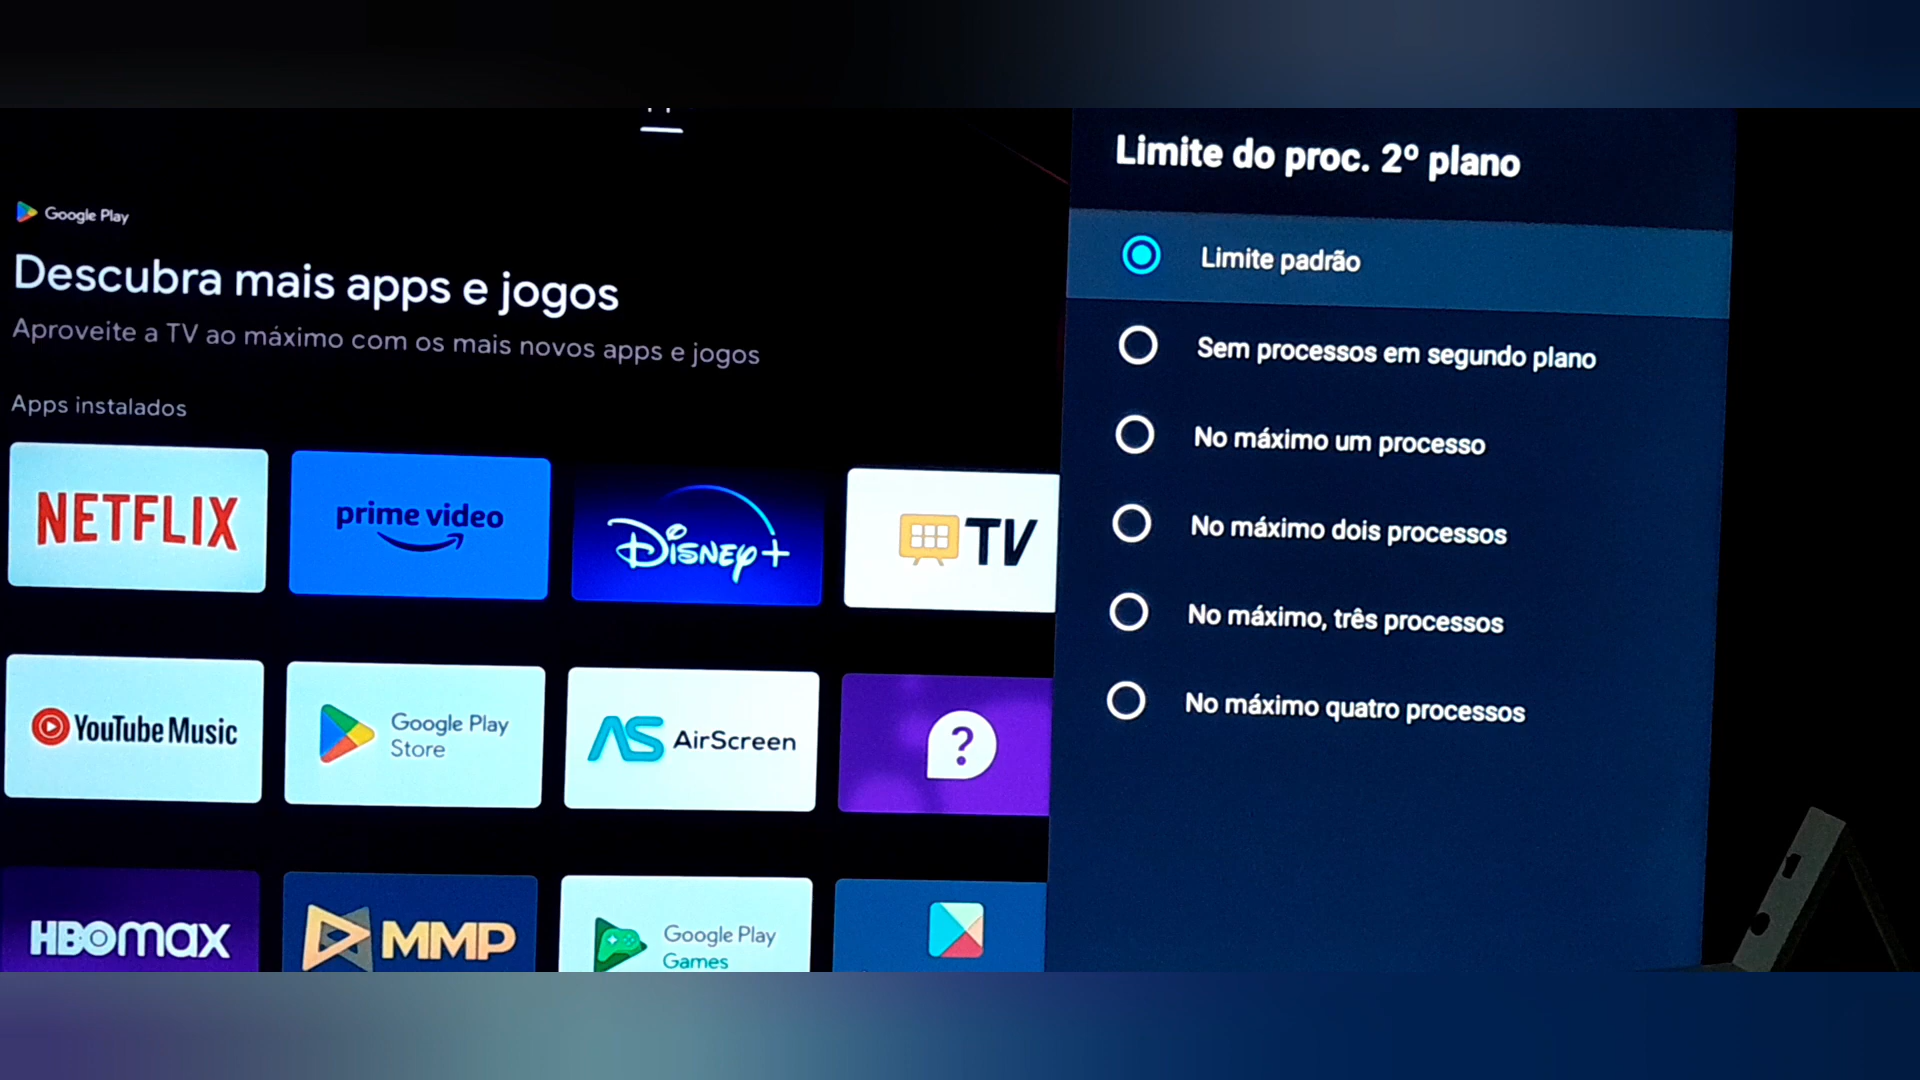 Google Play
Descubra mais apps e jogos
Aproveite a TV ao máximo com os mais novos apps e jogos
Apps instalados
NETFLIX
prime video
Disney+
TV
YouTube Music
Google Play
Store
AS AirScreen
?
HBOmax
MMP
Google Play
Games
Limite do proc. 2º plano
Limite padrão
Sem processos em segundo plano
No máximo um processo
No máximo dois processos
No máximo, três processos
No máximo quatro processos